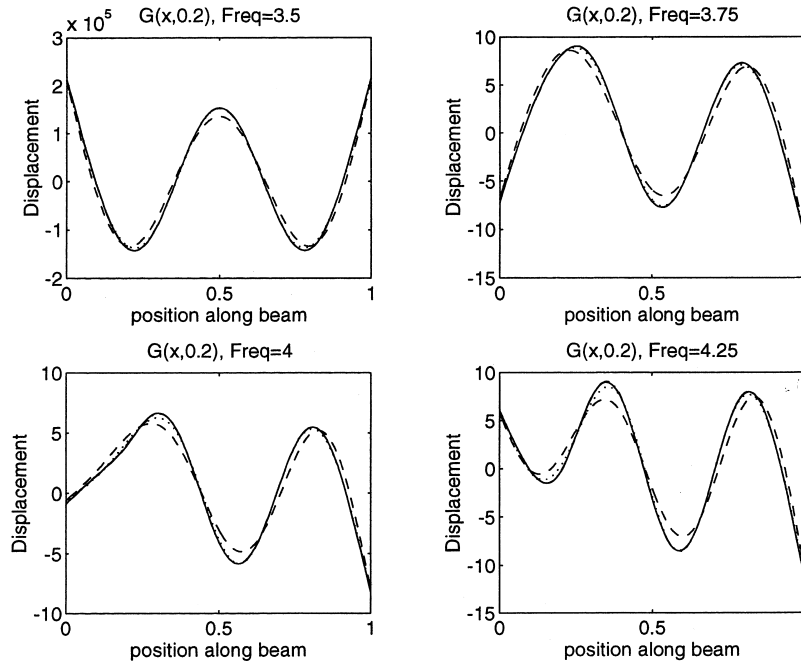 G(x,0.2), Freq=3.5
x 10^5
3
2
1
0
-1
-2
Displacement
0
0.5
1
position along beam
G(x,0.2), Freq=3.75
10
5
0
-5
-10
-15
Displacement
0
0.5
position along beam
G(x,0.2), Freq=4
10
5
0
-5
-10
Displacement
0
0.5
1
position along beam
G(x,0.2), Freq=4.25
10
5
0
-5
-10
-15
Displacement
0
0.5
position along beam